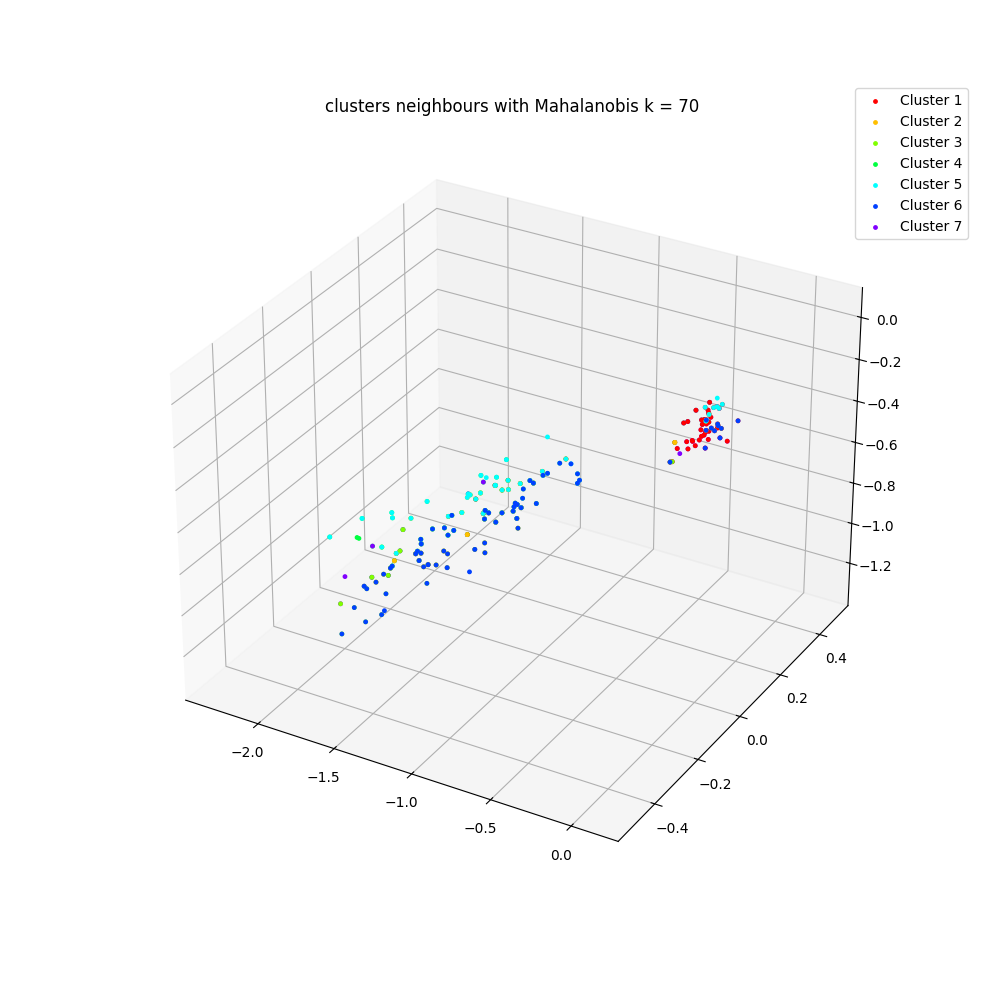 clusters neighbours with Mahalanobis k = 70
Cluster 1
Cluster 2
Cluster 3
Cluster 4
Cluster 5
Cluster 6
Cluster 7
0.0
−0.2
−0.4
−0.6
−0.8
−1.0
−1.2
0.4
0.2
0.0
−0.2
−0.4
−2.0
−1.5
−1.0
−0.5
0.0